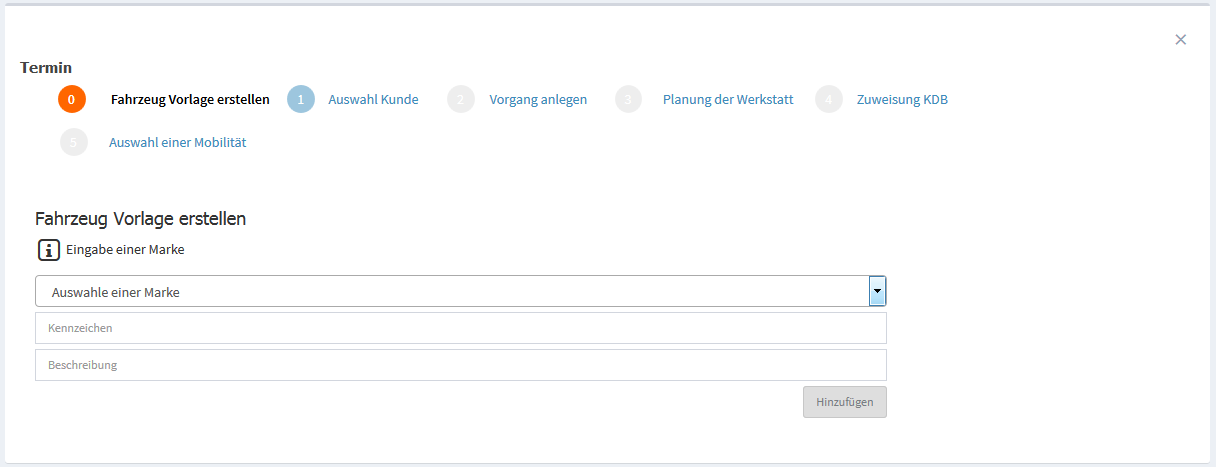 ×
Termin
0 Fahrzeug Vorlage erstellen 1 Auswahl Kunde 2 Vorgang anlegen 3 Planung der Werkstatt 4 Zuweisung KDB
5 Auswahl einer Mobilität
Fahrzeug Vorlage erstellen
i Eingabe einer Marke
Auswahle einer Marke
Kennzeichen
Beschreibung
Hinzufügen